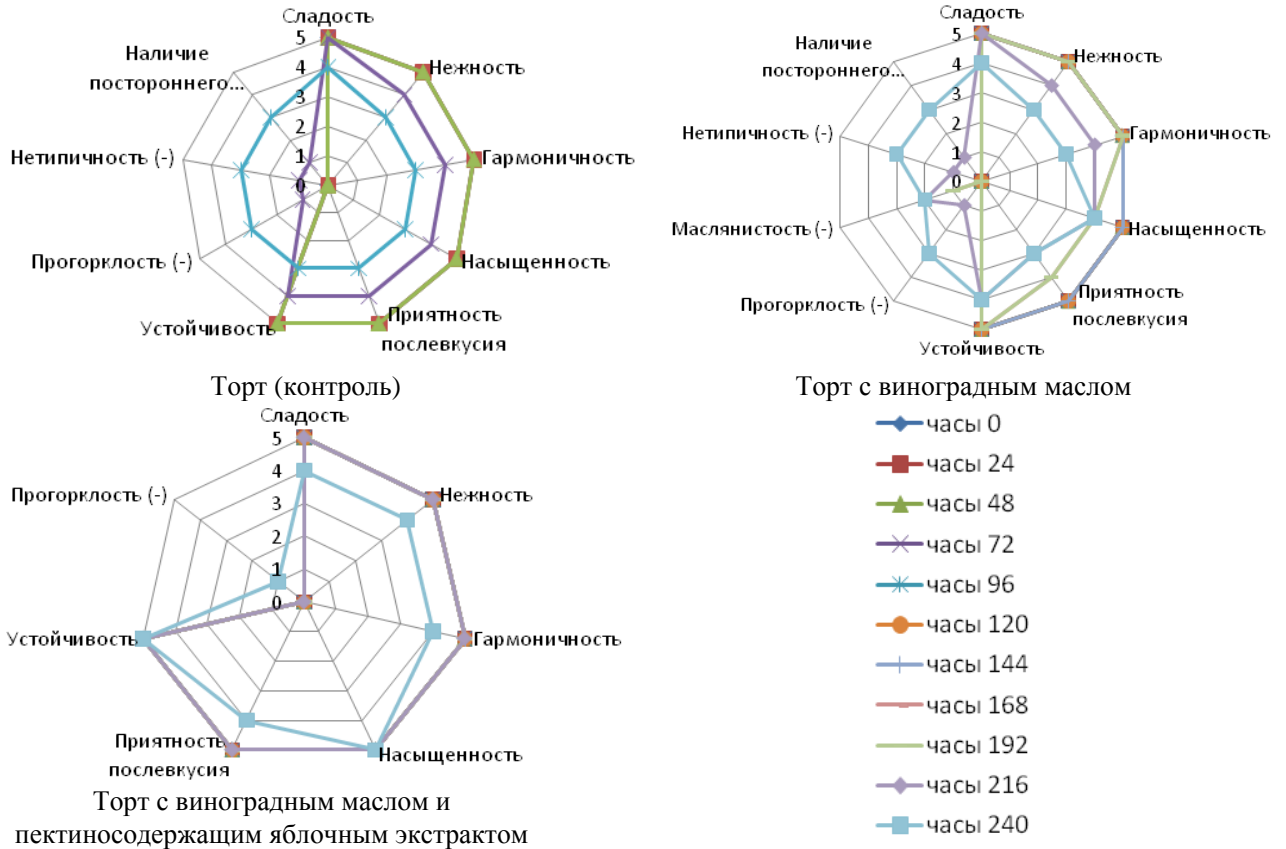 Сладость
5
4
3
2
1
0
Наличие
постороннего...
Нежность
Нетипичность (-)
Гармоничность
Прогорклость (-)
Насыщенность
Устойчивость
Приятность
послевкусия
Торт (контроль)
Сладость
5
4
3
2
1
0
Наличие
постороннего...
Нежность
Нетипичность (-)
Гармоничность
Маслянистость (-)
Насыщенность
Прогорклость (-)
Приятность
послевкусия
Устойчивость
Торт с виноградным маслом
Сладость
5
4
3
2
1
0
Прогорклость (-)
Нежность
Устойчивость
Гармоничность
Приятность
послевкусия
Насыщенность
Торт с виноградным маслом и
пектиносодержащим яблочным экстрактом
часы 0
часы 24
часы 48
часы 72
часы 96
часы 120
часы 144
часы 168
часы 192
часы 216
часы 240